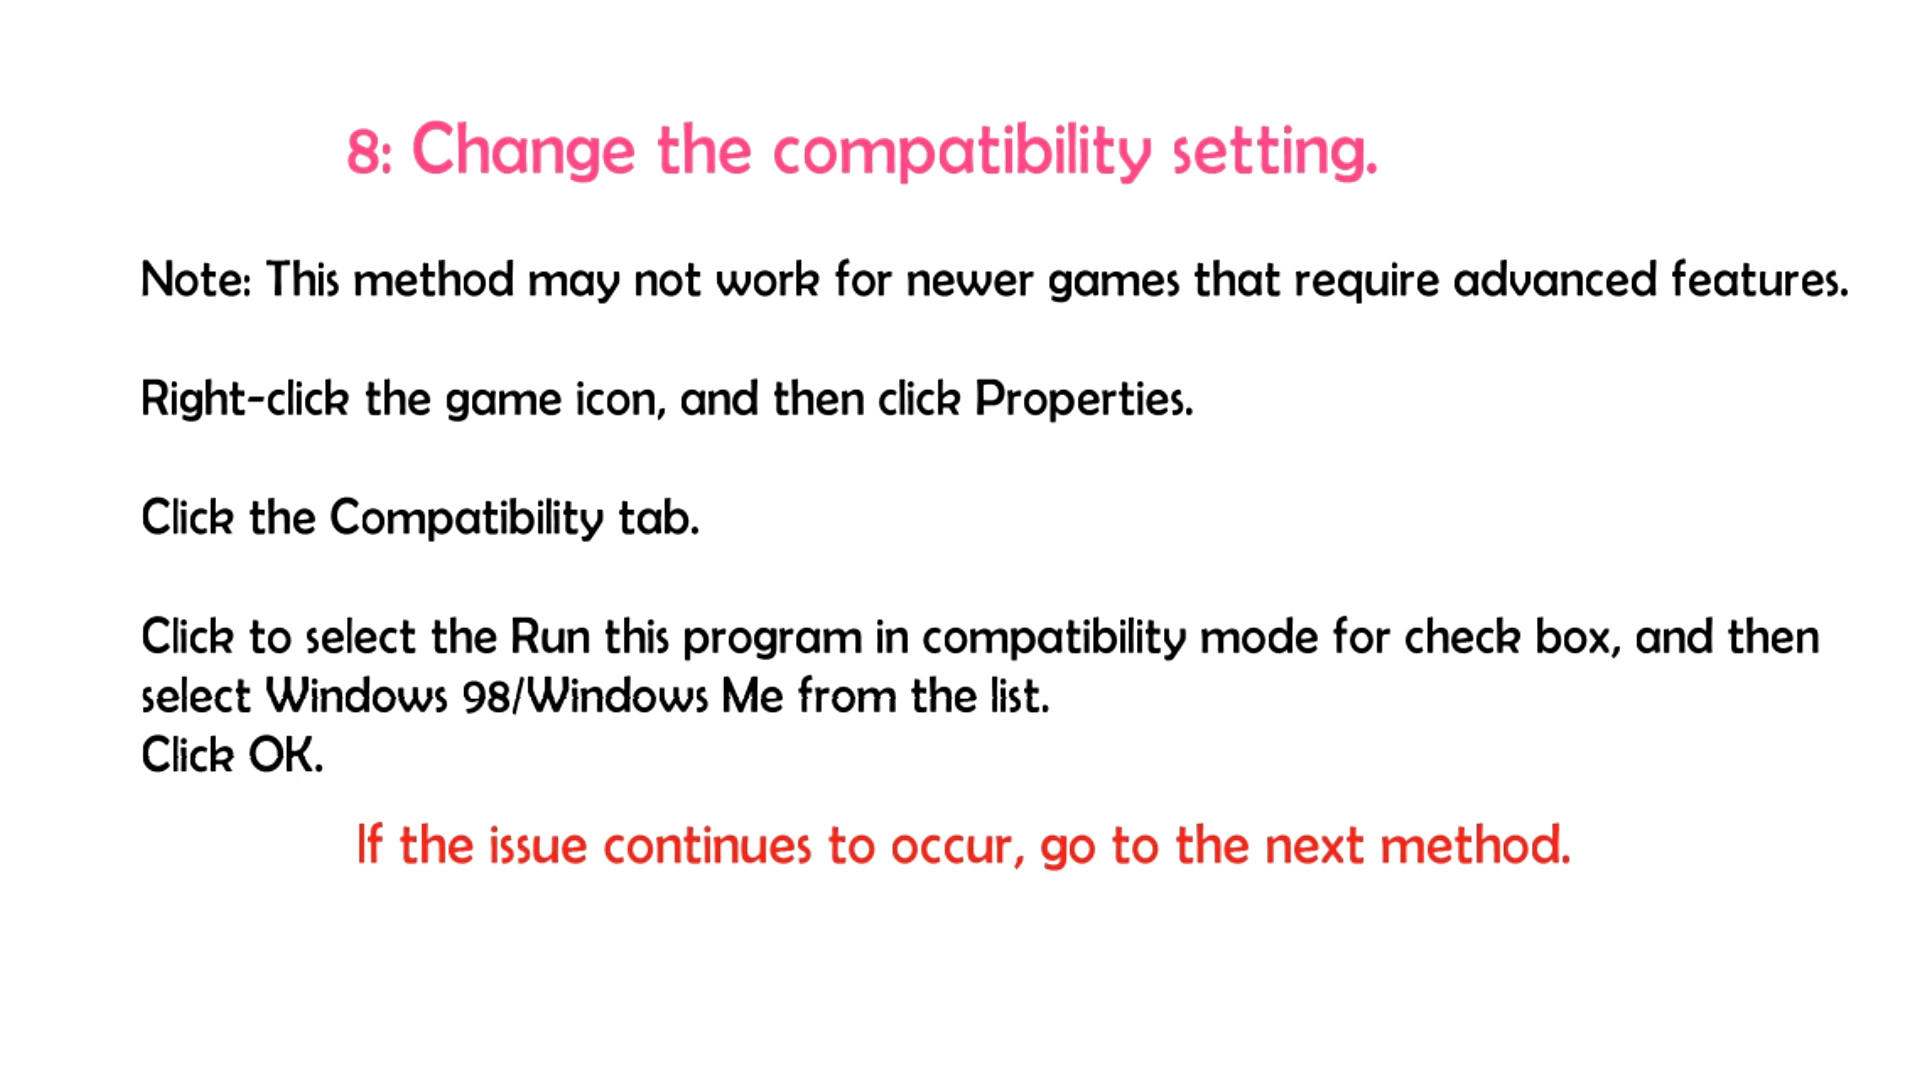 8: Change the compatibility setting.
Note: This method may not work for newer games that require advanced features.
Right-click the game icon, and then click Properties.
Click the Compatibility tab.
Click to select the Run this program in compatibility mode for check box, and then
select Windows 98/Windows Me from the list.
Click OK.
If the issue continues to occur, go to the next method.